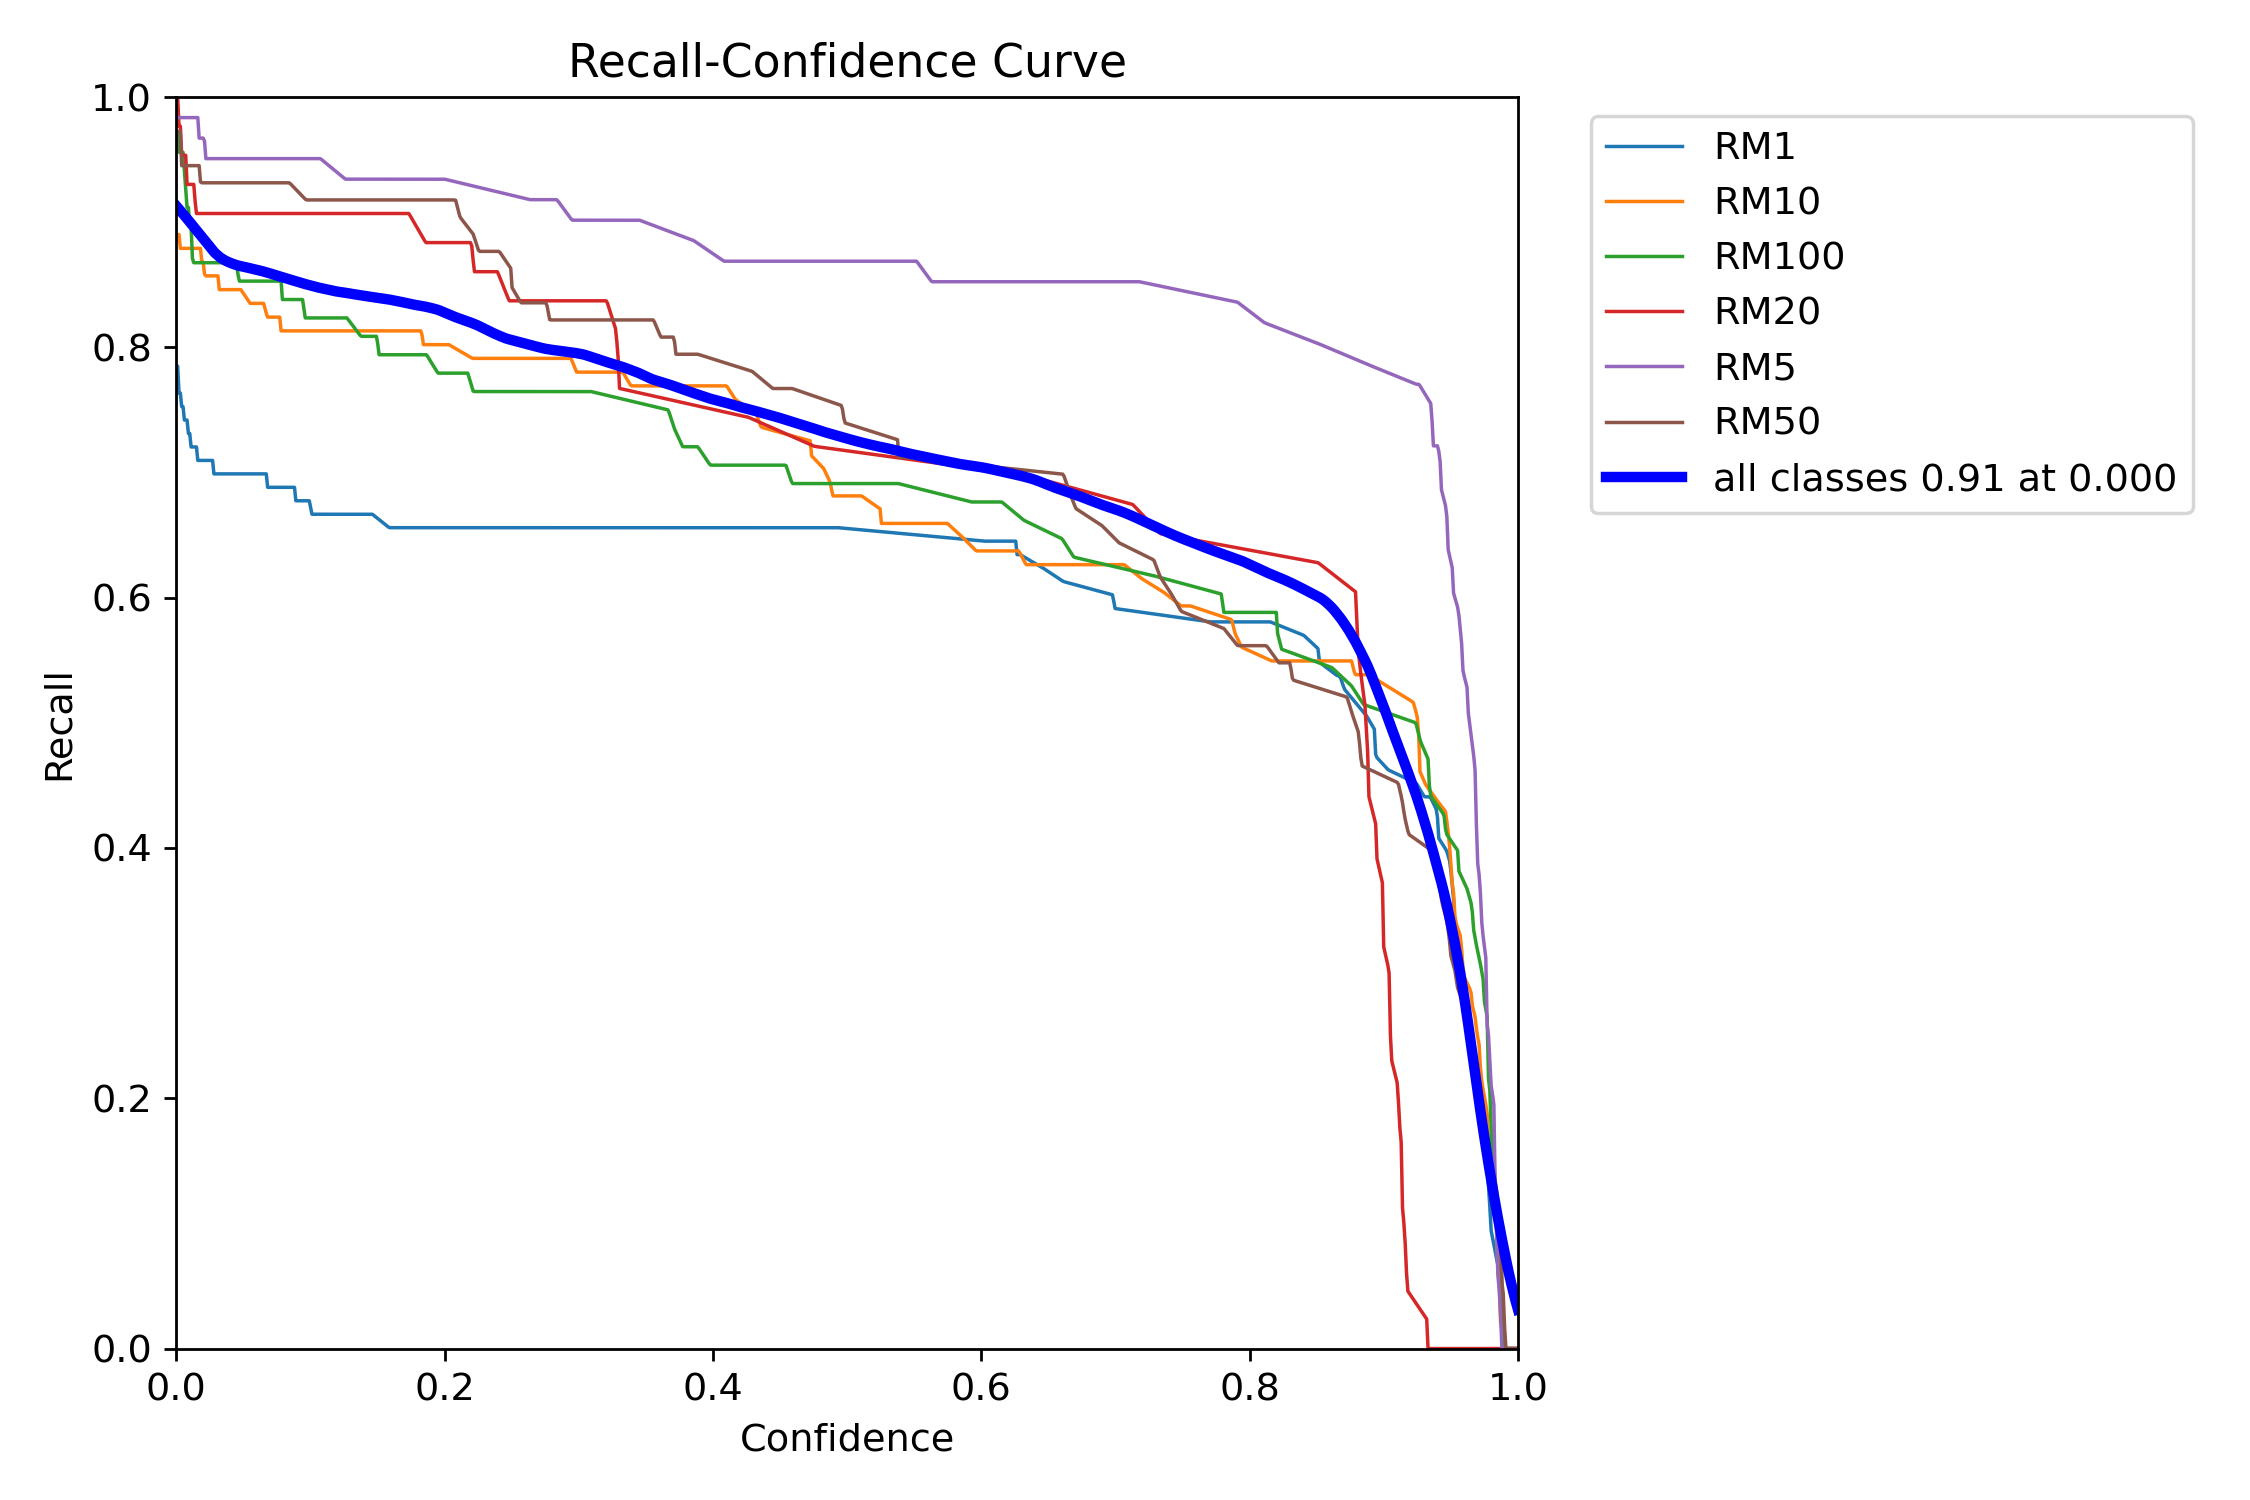 Recall-Confidence Curve
1.0
0.8
0.6
0.4
0.2
0.0
Recall
0.0 0.2 0.4 0.6 0.8 1.0
Confidence
RM1
RM10
RM100
RM20
RM5
RM50
all classes 0.91 at 0.000